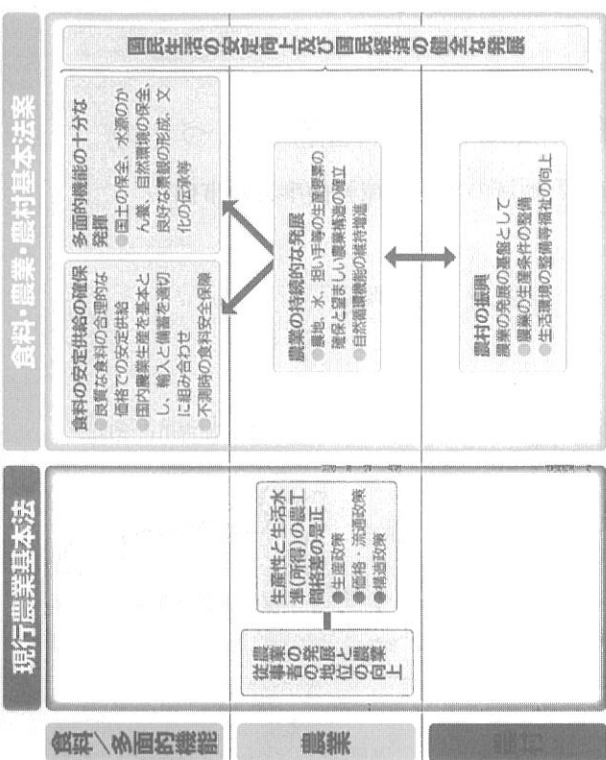 現行農業基本法
食料・農業・農村基本法案
食料/多面的機能
農業
従事者の地位の向上
農業の発展と農業
生産性と生活水
準(所得)の農工
間格差の是正
●生産政策
●価格・流通政策
●構造政策
食料の安定供給の確保
●良質な食料の合理的な
価格での安定供給
●国内農業生産を基本と
し、輸入と備蓄を適切
に組み合わせ
●不測時の食料安全保障
多面的機能の十分な
発揮
●国土の保全、水源のか
ん養、自然環境の保全、
良好な景観の形成、文
化の伝承等
農業の持続的な発展
●農地、水、担い手等の生産要素の
確保と望ましい農業構造の確立
●自然循環機能の維持増進
農村の振興
農業の発展の基盤として
●農業の生産条件の整備
●生活環境の整備等福祉の向上
国民生活の安定向上及び国民経済の健全な発展